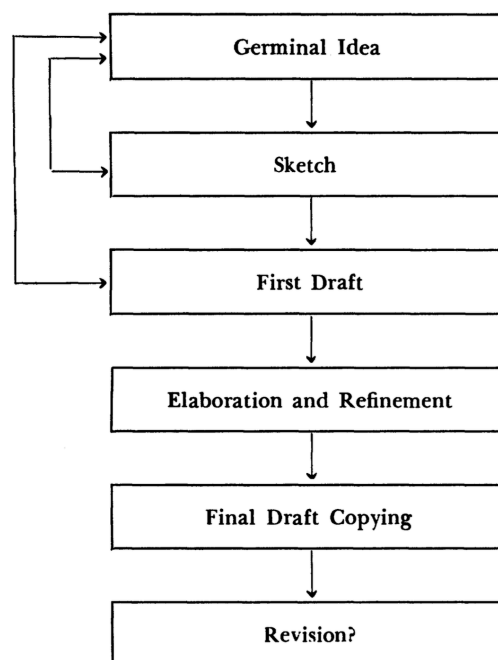 Germinal Idea
Sketch
First Draft
Elaboration and Refinement
Final Draft Copying
Revision?